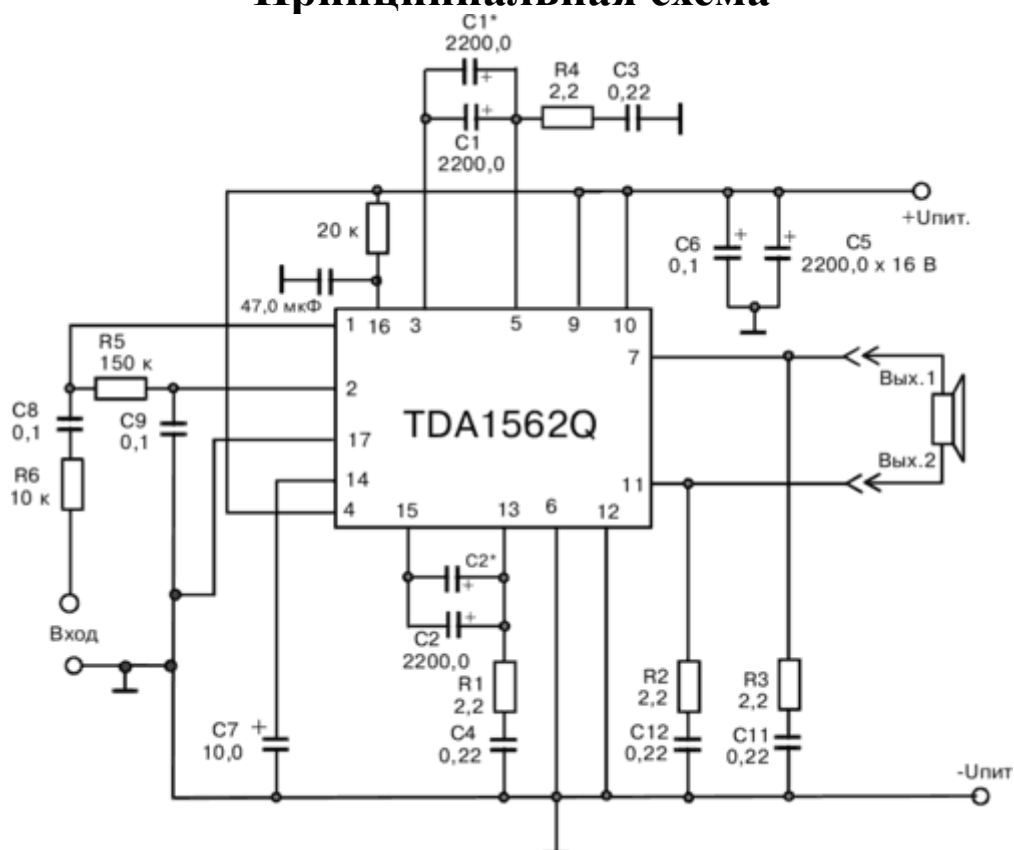 Принципиальная схема
C1*
2200,0
R4
2,2
C3
0,22
C1
2200,0
20 к
47,0 мкФ
+Uпит.
C6
0,1
C5
2200,0 x 16 В
1
16
3
5
9
10
R5
150 к
7
2
Вых.1
C8
0,1
C9
0,1
TDA1562Q
17
R6
10 к
14
Вых.2
11
4
15
13
6
12
C2*
Вход
C2
2200,0
R1
2,2
R2
2,2
R3
2,2
C7
10,0
C4
0,22
C12
0,22
C11
0,22
-Uпит